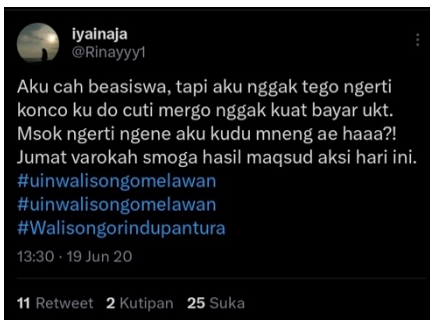 iyainaja
@Rinayyy1
Aku cah beasiswa, tapi aku nggak tego ngerti
konco ku do cuti mergo nggak kuat bayar ukt.
Msok ngerti ngene aku kudu mneng ae haaa?!
Jumat varokah smoga hasil maqsud aksi hari ini.
#uinwalisongomelawan
#uinwalisongomelawan
#Walisongorindupantura
13:30 · 19 Jun 20
11 Retweet 2 Kutipan 25 Suka